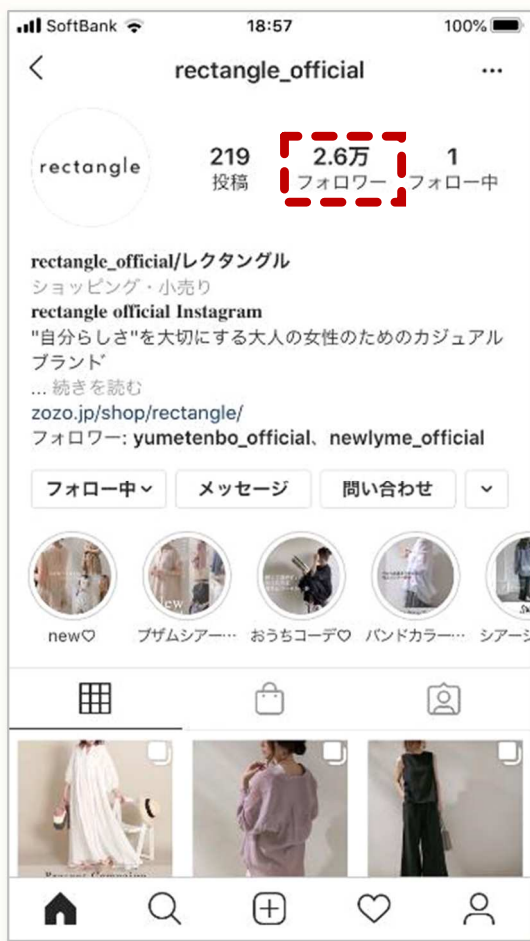 SoftBank 18:57 100%
rectangle_official
rectangle
219 2.6万 1
投稿 フォロワー フォロー中
rectangle_official/レクタングル
ショッピング・小売り
rectangle official Instagram
"自分らしさ"を大切にする大人の女性のためのカジュアル
ブランド
... 続きを読む
zozo.jp/shop/rectangle/
フォロワー: yumetenbo_official、newlyme_official
フォロー中 メッセージ 問い合わせ
new♡ ブザムシアー… おうちコーデ♡ バンドカラー… シアーシ
Present Campaign